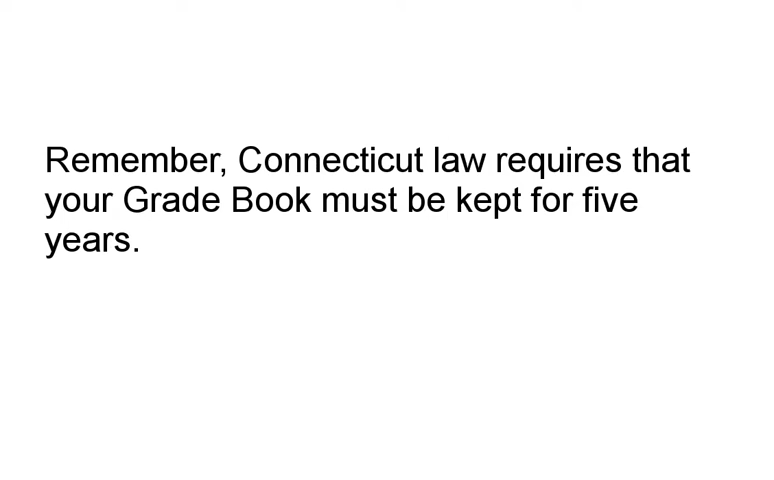 Remember, Connecticut law requires that
your Grade Book must be kept for five
years.